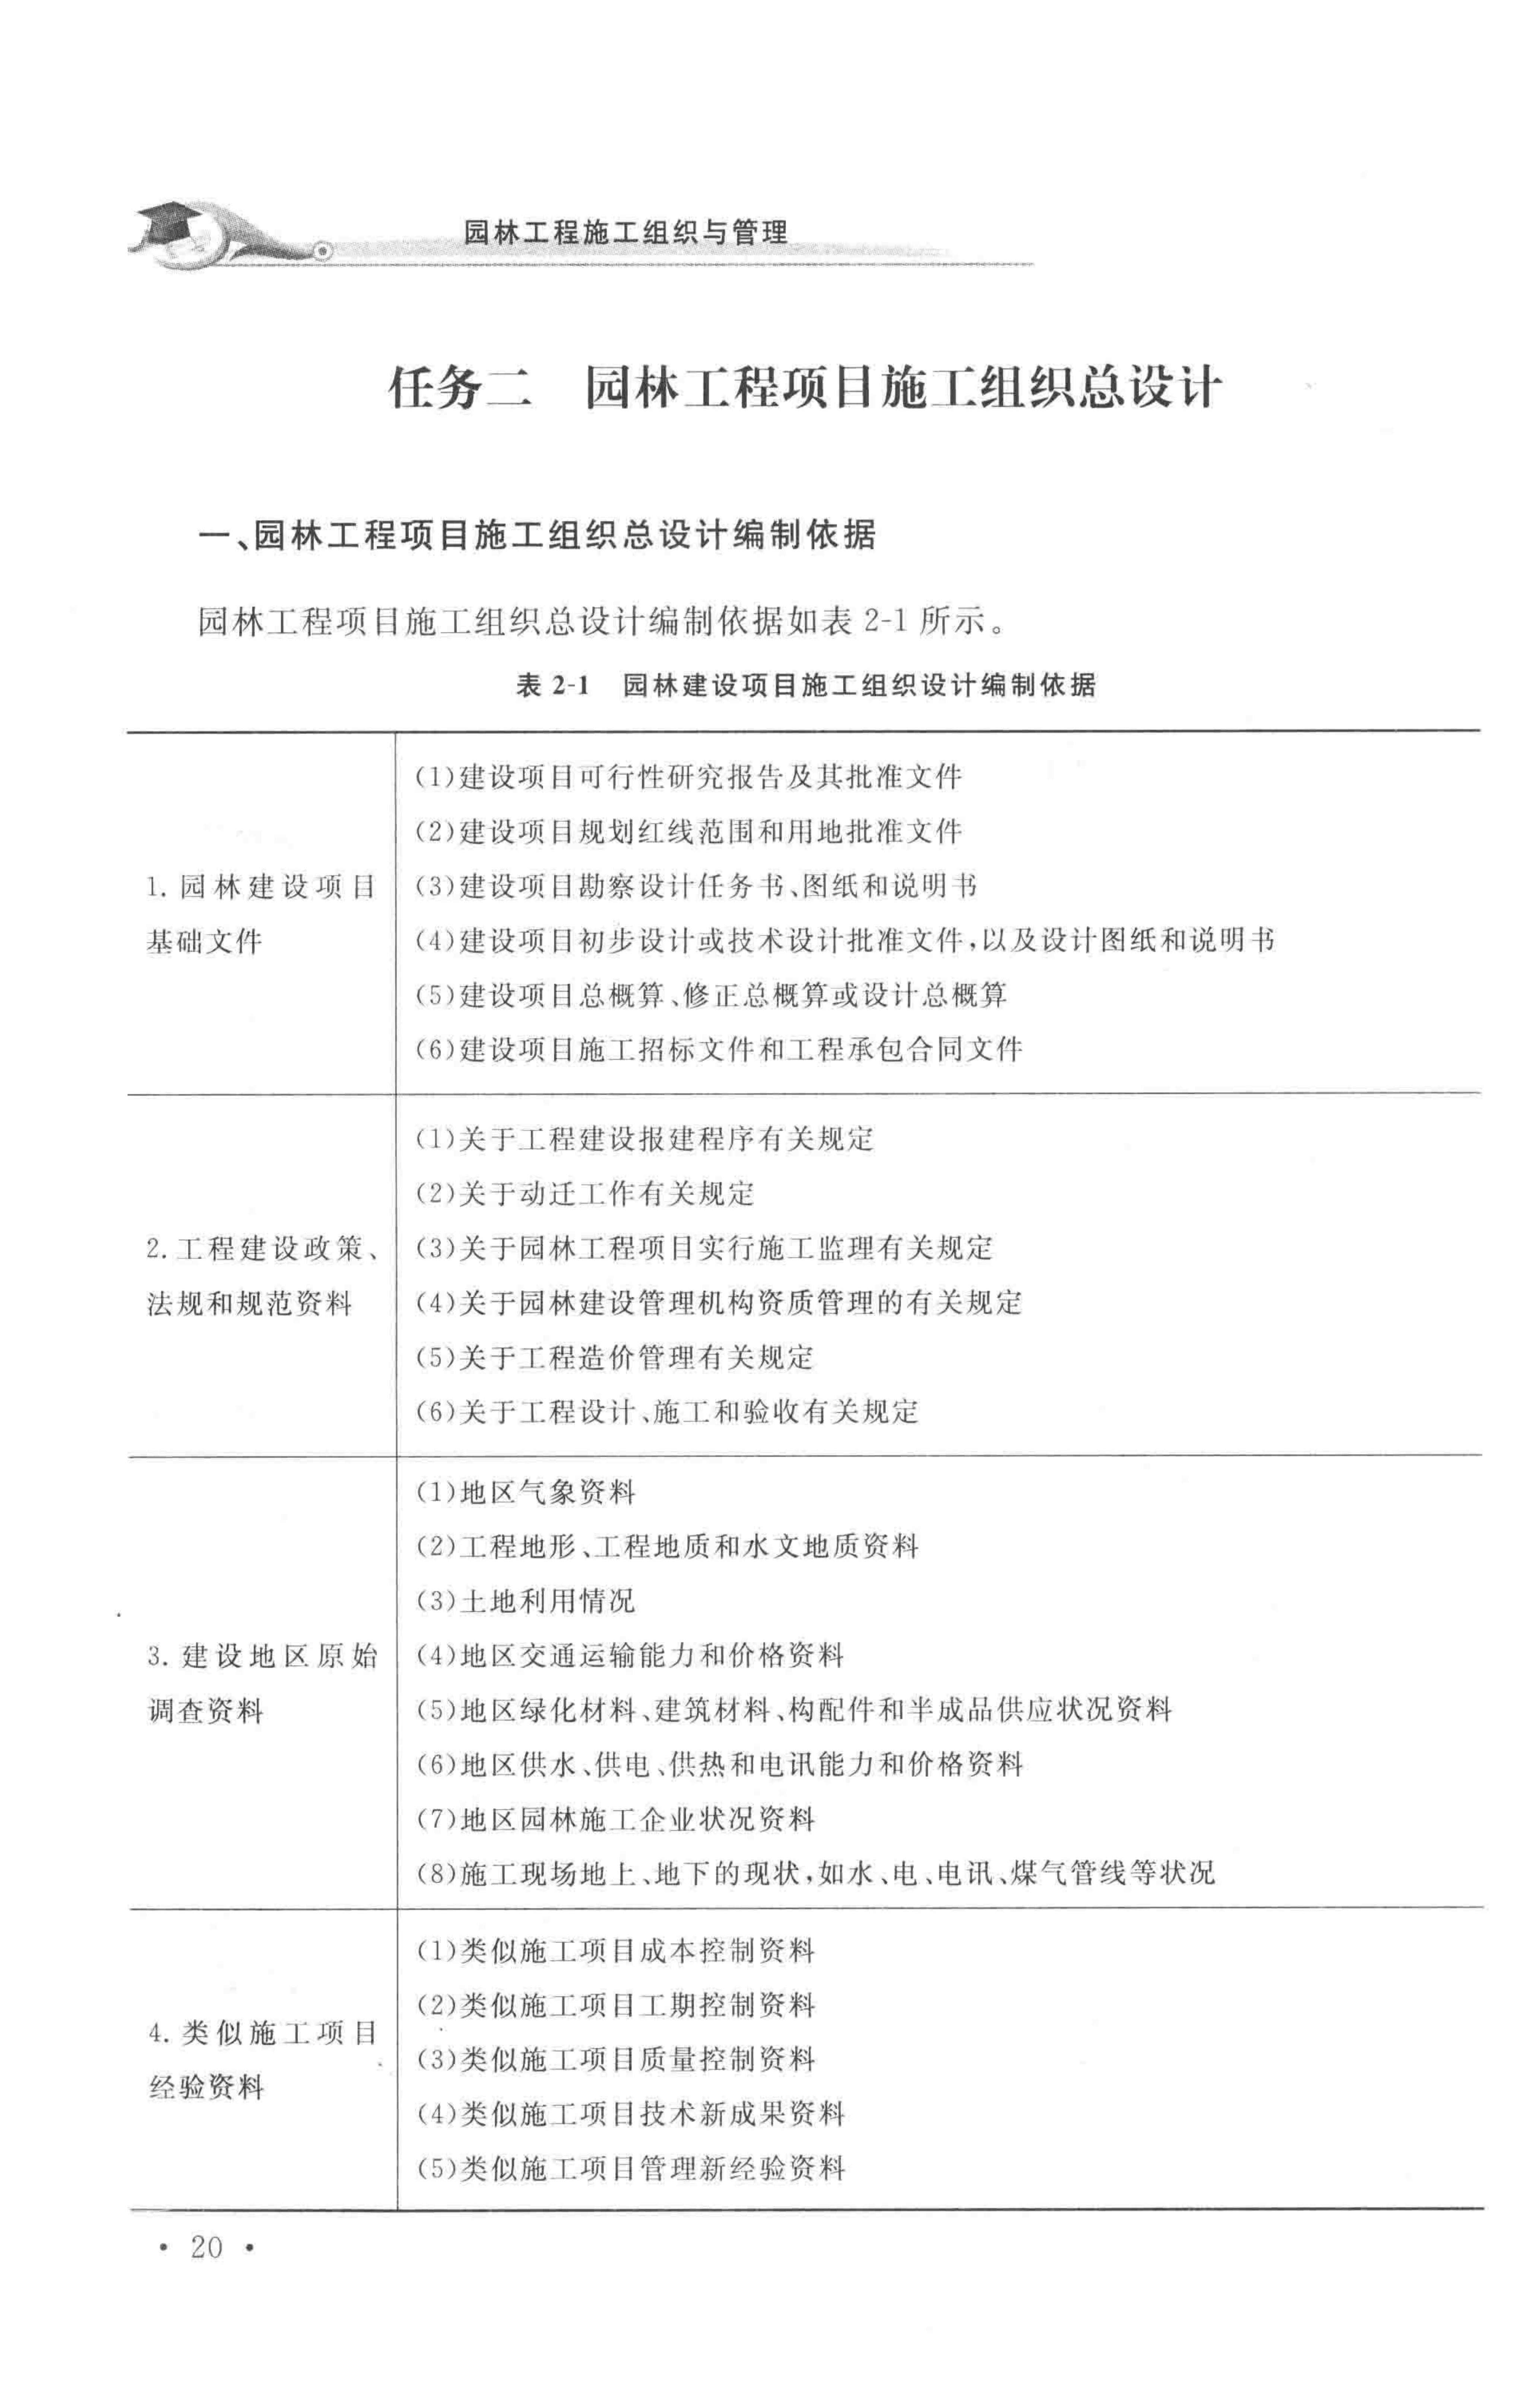 园林工程施工组织与管理
任务二 园林工程项目施工组织总设计
一、园林工程项目施工组织总设计编制依据
园林工程项目施工组织总设计编制依据如表 2-1 所示。
表 2-1 园林建设项目施工组织设计编制依据
1. 园林建设项目
基础文件
(1)建设项目可行性研究报告及其批准文件
(2)建设项目规划红线范围和用地批准文件
(3)建设项目勘察设计任务书、图纸和说明书
(4)建设项目初步设计或技术设计批准文件,以及设计图纸和说明书
(5)建设项目总概算、修正总概算或设计总概算
(6)建设项目施工招标文件和工程承包合同文件
2. 工程建设政策、
法规和规范资料
(1)关于工程建设报建程序有关规定
(2)关于动迁工作有关规定
(3)关于园林工程项目实行施工监理有关规定
(4)关于园林建设管理机构资质管理的有关规定
(5)关于工程造价管理有关规定
(6)关于工程设计、施工和验收有关规定
3. 建设地区原始
调查资料
(1)地区气象资料
(2)工程地形、工程地质和水文地质资料
(3)土地利用情况
(4)地区交通运输能力和价格资料
(5)地区绿化材料、建筑材料、构配件和半成品供应状况资料
(6)地区供水、供电、供热和电讯能力和价格资料
(7)地区园林施工企业状况资料
(8)施工现场地上、地下的现状,如水、电、电讯、煤气管线等状况
4. 类似施工项目
经验资料
(1)类似施工项目成本控制资料
(2)类似施工项目工期控制资料
(3)类似施工项目质量控制资料
(4)类似施工项目技术新成果资料
(5)类似施工项目管理新经验资料
• 20 •